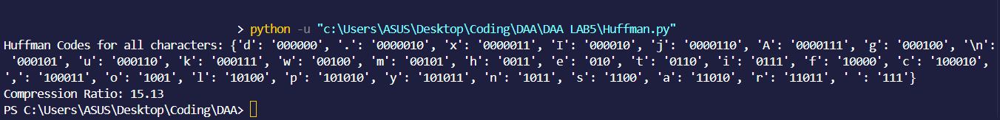 > python -u "c:\Users\ASUS\Desktop\Coding\DAA\DAA LAB5\Huffman.py"
Huffman Codes for all characters: {'d': '000000', '.': '0000010', 'x': '0000011', 'I': '000010', 'j': '0000110', 'A': '0000111', 'g': '000100', '\n':
'000101', 'u': '000110', 'k': '000111', 'w': '00100', 'm': '00101', 'h': '0011', 'e': '010', 't': '0110', 'i': '0111', 'f': '10000', 'c': '100010',
',': '100011', 'o': '1001', 'l': '10100', 'p': '101010', 'y': '101011', 'n': '1011', 's': '1100', 'a': '11010', 'r': '11011', ' ': '111'}
Compression Ratio: 15.13
PS C:\Users\ASUS\Desktop\Coding\DAA>